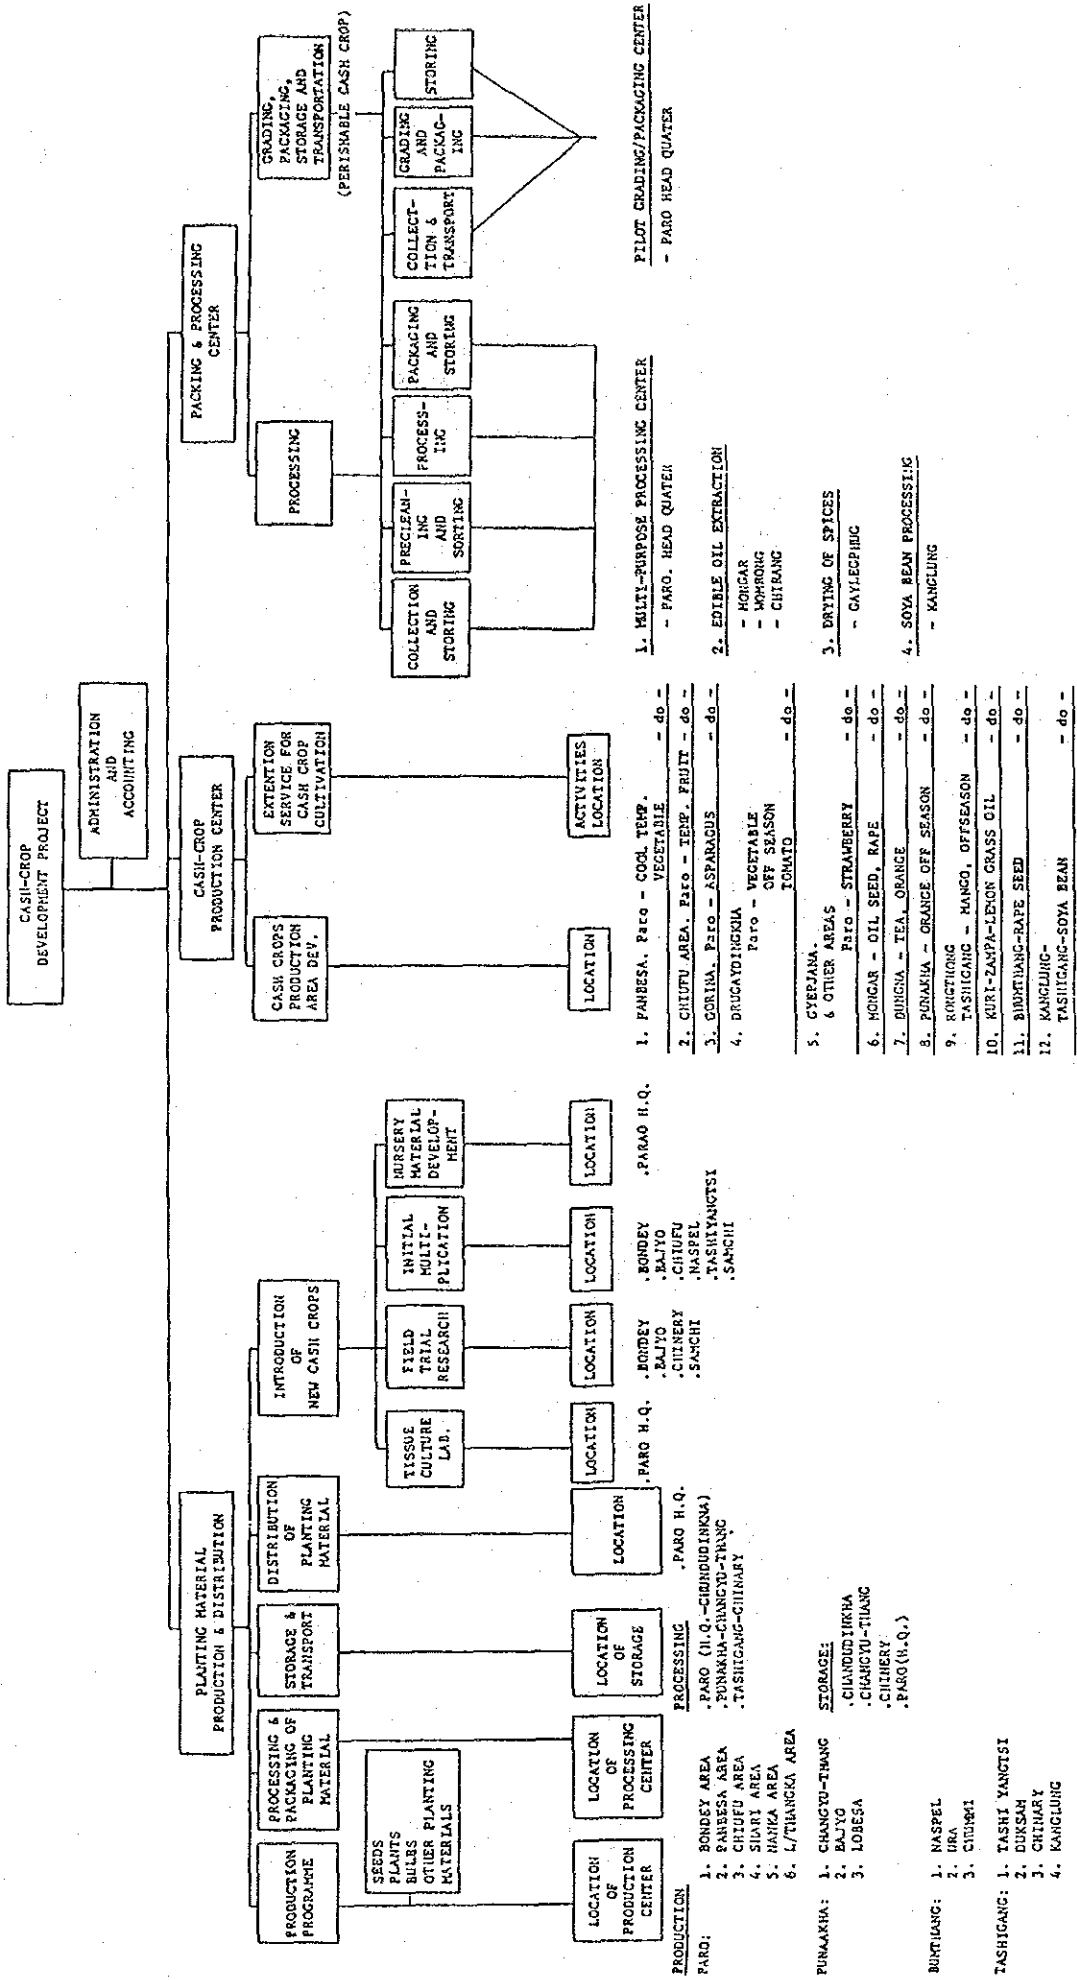 CASH-CROP
DEVELOPMENT PROJECT
ADMINISTRATION
AND
ACCOUNTING
PLANTING MATERIAL
PRODUCTION & DISTRIBUTION
CASH-CROP
PRODUCTION CENTER
PACKING & PROCESSING
CENTER
PRODUCTION
PROGRAMME
PROCESSING &
PACKAGING OF
PLANTING
MATERIAL
STORAGE &
TRANSPORT
DISTRIBUTION
OF
PLANTING
MATERIAL
INTRODUCTION
OF
NEW CASH CROPS
CASH CROPS
PRODUCTION
AREA DEV.
EXTENTION
SERVICE FOR
CASH CROP
CULTIVATION
PROCESSING
GRADING,
PACKAGING,
STORAGE AND
TRANSPORTATION
(PERISHABLE CASH CROP)
SEEDS
PLANTS
BULBS
OTHER PLANTING
MATERIALS
TISSUE
CULTURE
LAB.
FIELD
TRIAL
RESEARCH
INITIAL
MULTI-
PLICATION
NURSERY
MATERIAL
DEVELOP-
MENT
COLLECTION
AND
STORING
PRECLEAN-
ING
AND
SORTING
PROCESS-
ING
PACKAGING
AND
STORING
COLLECT-
TION &
TRANSPORT
GRADING
AND
PACKAG-
ING
STORING
LOCATION
OF
PRODUCTION
CENTER
LOCATION
OF
PROCESSING
CENTER
LOCATION
OF
STORAGE
LOCATION
LOCATION
LOCATION
LOCATION
LOCATION
LOCATION
ACTIVITIES
LOCATION
PRODUCTION
PARO:
1. BONDEY AREA
2. PANBESA AREA
3. CHIUFU AREA
4. SHARI AREA
5. NANKA AREA
6. L/THANGKA AREA
PUNAAKHA:
1. CHANGYU-THANG
2. BAJYO
3. LOBESA
BUMTHANG:
1. NASPEL
2. URA
3. CHUMMI
TASHIGANG:
1. TASHI YANGTSI
2. DUKSAM
3. CHINARY
4. KANGLUNG
PROCESSING
.PARO (H.Q.-CHUNDUDINKNA)
.PUNAKHA-CHANGYU-THANG
.TASHIGANG-CHINARY
STORAGE:
.CHANDUDINKHA
.CHANGYU-THANG
.CHINERY
.PARO(H.Q.)
.PARO H.Q.
.PARO H.Q.
.BONDEY
.BAJYO
.CHINERY
.SAMCHI
.BONDEY
.BAJYO
.CHIUFU
.NASPEL
.TASHIYANGTSI
.SAMCHI
.PARAO H.Q.
1. PANBESA. Paro - COOL TEMP.
VEGETABLE - do -
2. CHIUFU AREA. Paro - TEMP. FRUIT - do -
3. GORINA. Paro - ASPARAGUS - do -
4. DRUGAYDINGKHA
Paro - VEGETABLE
OFF SEASON
TOMATO - do -
5. GYEPJANA.
& OTHER AREAS
Paro - STRAWBERRY - do -
6. MONGAR - OIL SEED, RAPE - do -
7. DUNGNA - TEA, ORANGE - do -
8. PUNAKHA - ORANGE OFF SEASON - do -
9. RONGTHONG
TASHIGANG - MANGO, OFFSEASON - do -
10. KURI-ZAMPA-LEMON GRASS OIL - do -
11. BHUMTHANG-RAPE SEED - do -
12. KANGLUNG-
TASHIGANG-SOYA BEAN - do -
1. MULTI-PURPOSE PROCESSING CENTER
- PARO. HEAD QUATER
2. EDIBLE OIL EXTRACTION
- MONGAR
- WOMRONG
- CHIRANG
3. DRYING OF SPICES
- GAYLEGPHUG
4. SOYA BEAN PROCESSING
- KANGLUNG
PILOT GRADING/PACKAGING CENTER
- PARO HEAD QUATER